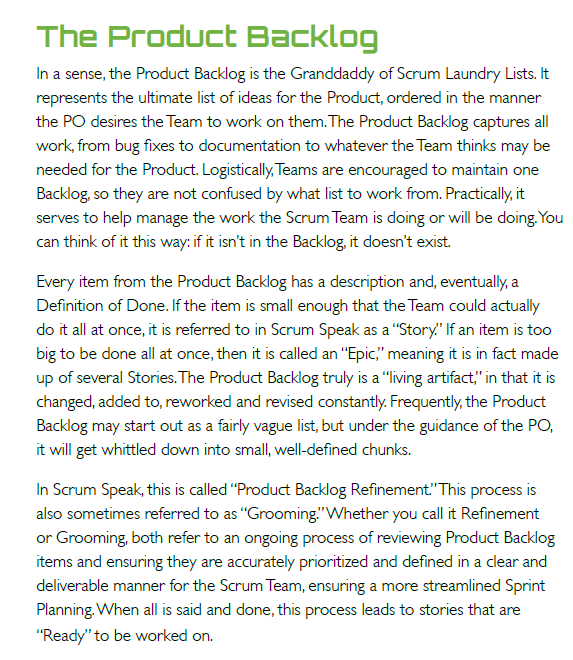 The Product Backlog
In a sense, the Product Backlog is the Granddaddy of Scrum Laundry Lists. It
represents the ultimate list of ideas for the Product, ordered in the manner
the PO desires the Team to work on them. The Product Backlog captures all
work, from bug fixes to documentation to whatever the Team thinks may be
needed for the Product. Logistically, Teams are encouraged to maintain one
Backlog, so they are not confused by what list to work from. Practically, it
serves to help manage the work the Scrum Team is doing or will be doing. You
can think of it this way: if it isn't in the Backlog, it doesn't exist.
Every item from the Product Backlog has a description and, eventually, a
Definition of Done. If the item is small enough that the Team could actually
do it all at once, it is referred to in Scrum Speak as a “Story.” If an item is too
big to be done all at once, then it is called an “Epic,” meaning it is in fact made
up of several Stories. The Product Backlog truly is a “living artifact,” in that it is
changed, added to, reworked and revised constantly. Frequently, the Product
Backlog may start out as a fairly vague list, but under the guidance of the PO,
it will get whittled down into small, well-defined chunks.
In Scrum Speak, this is called “Product Backlog Refinement.” This process is
also sometimes referred to as “Grooming.” Whether you call it Refinement
or Grooming, both refer to an ongoing process of reviewing Product Backlog
items and ensuring they are accurately prioritized and defined in a clear and
deliverable manner for the Scrum Team, ensuring a more streamlined Sprint
Planning. When all is said and done, this process leads to stories that are
“Ready” to be worked on.